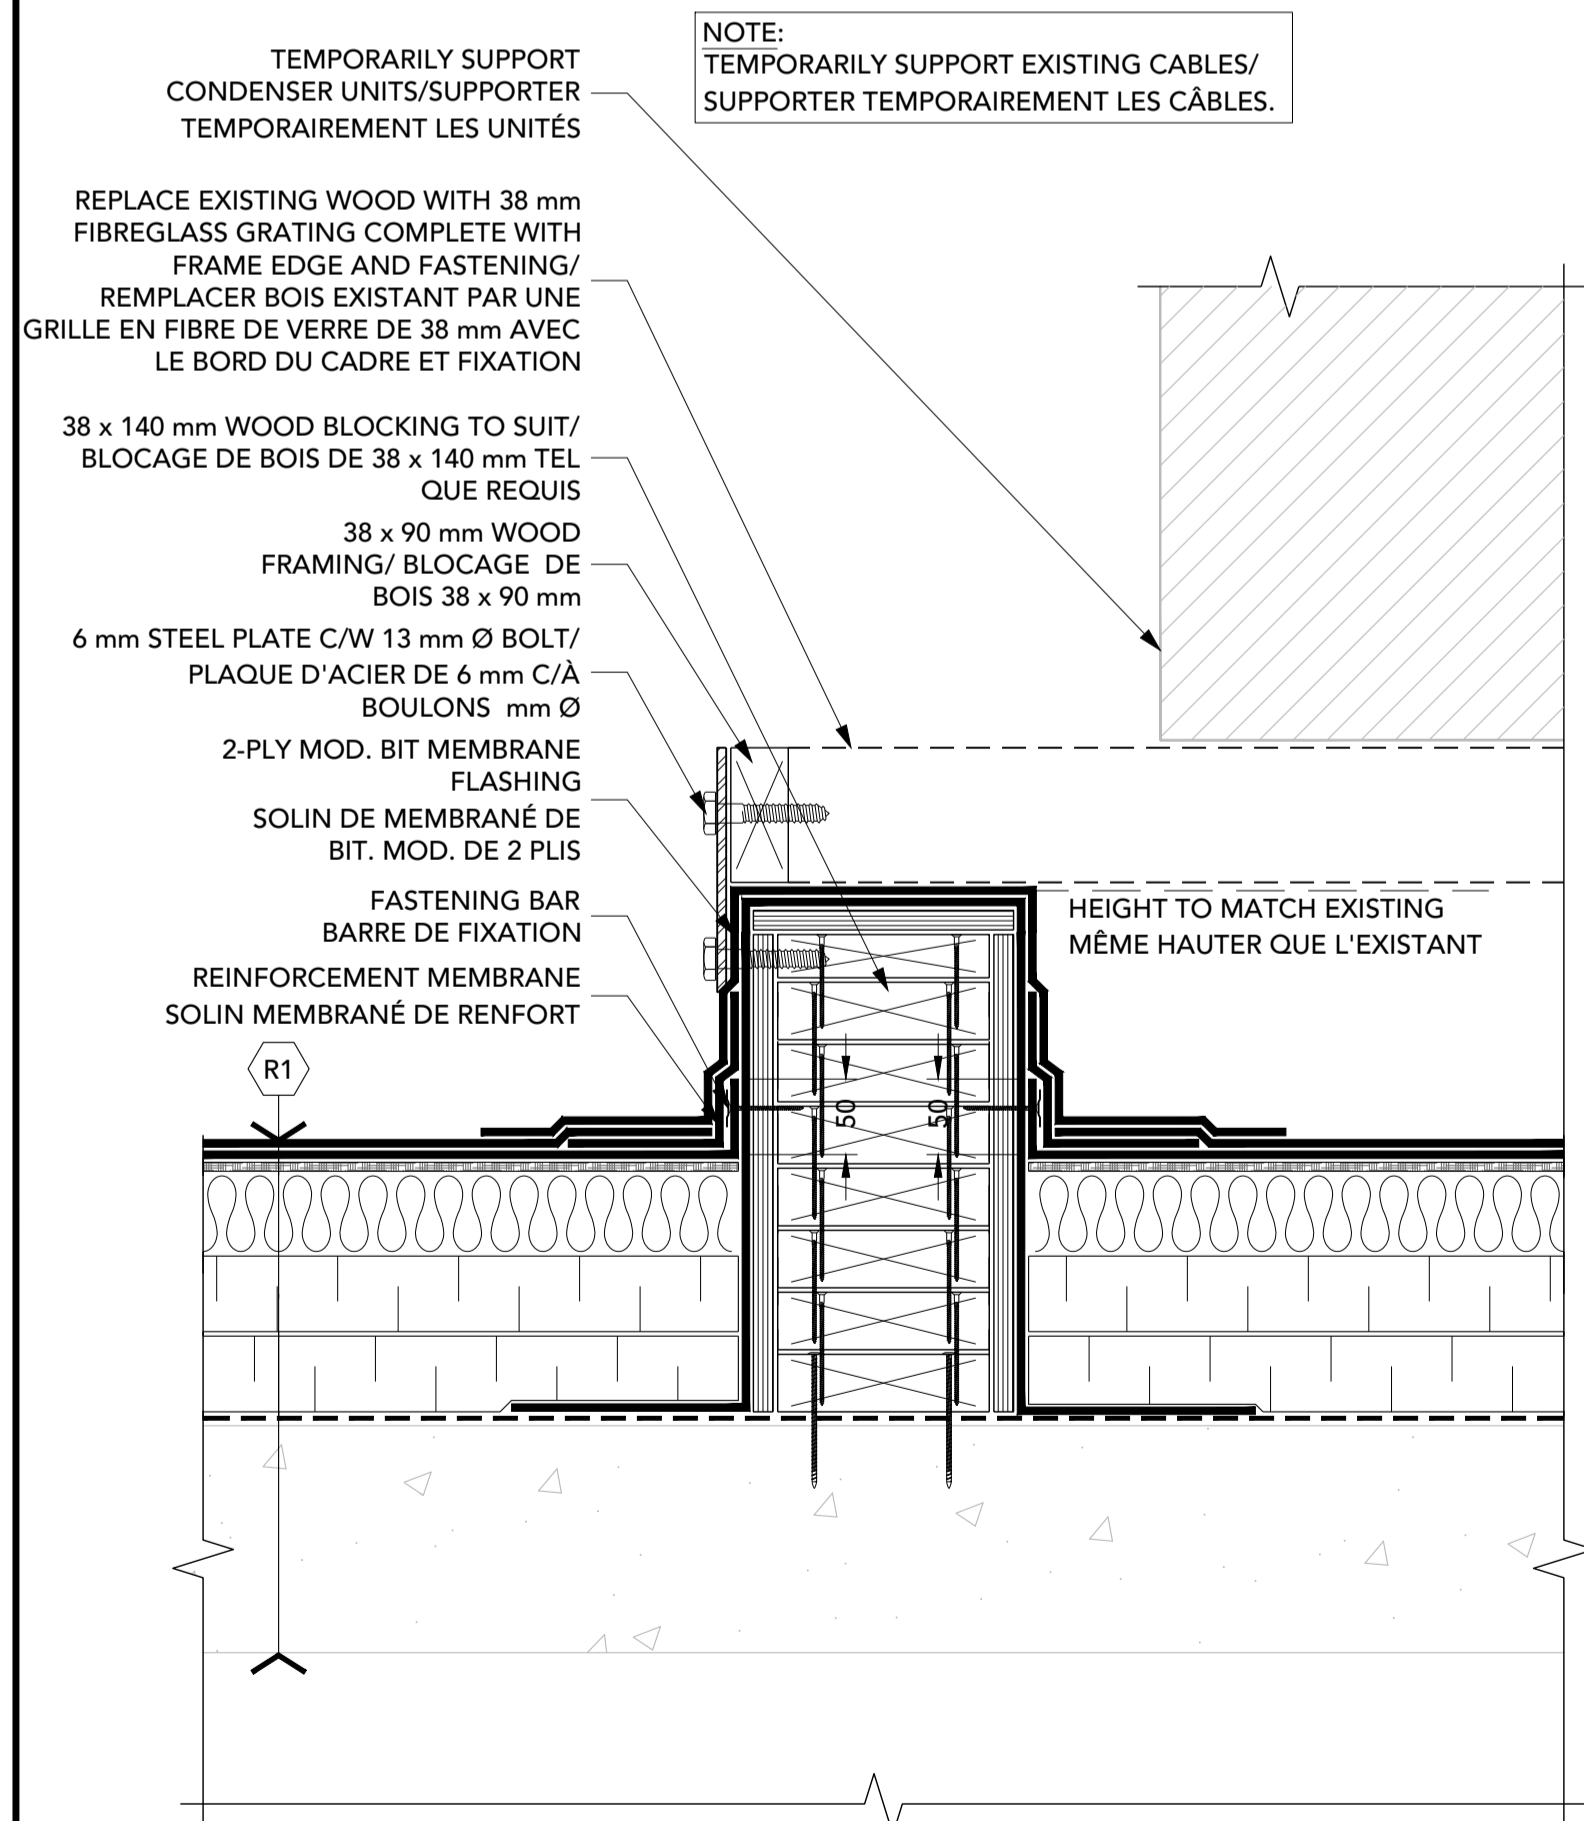 NOTE:
TEMPORARILY SUPPORT EXISTING CABLES/
SUPPORTER TEMPORAIREMENT LES CÂBLES.
TEMPORARILY SUPPORT
CONDENSER UNITS/SUPPORTER
TEMPORAIREMENT LES UNITÉS
REPLACE EXISTING WOOD WITH 38 mm
FIBREGLASS GRATING COMPLETE WITH
FRAME EDGE AND FASTENING/
REMPLACER BOIS EXISTANT PAR UNE
GRILLE EN FIBRE DE VERRE DE 38 mm AVEC
LE BORD DU CADRE ET FIXATION
38 x 140 mm WOOD BLOCKING TO SUIT/
BLOCAGE DE BOIS DE 38 x 140 mm TEL
QUE REQUIS
38 x 90 mm WOOD
FRAMING/ BLOCAGE DE
BOIS 38 x 90 mm
6 mm STEEL PLATE C/W 13 mm Ø BOLT/
PLAQUE D'ACIER DE 6 mm C/À
BOULONS mm Ø
2-PLY MOD. BIT MEMBRANE
FLASHING
SOLIN DE MEMBRANÉ DE
BIT. MOD. DE 2 PLIS
FASTENING BAR
BARRE DE FIXATION
REINFORCEMENT MEMBRANE
SOLIN MEMBRANÉ DE RENFORT
HEIGHT TO MATCH EXISTING
MÊME HAUTER QUE L'EXISTANT
R1
50
50